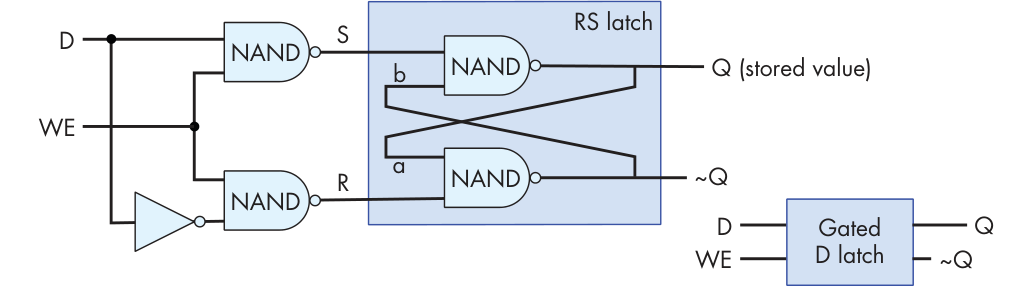 RS latch
D
NAND
S
NAND
Q (stored value)
b
WE
a
NAND
R
NAND
~Q
D
Gated
D latch
Q
WE
~Q